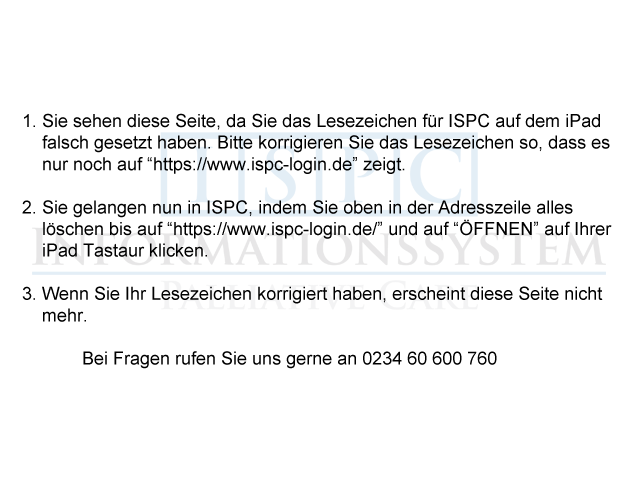 1. Sie sehen diese Seite, da Sie das Lesezeichen für ISPC auf dem iPad
falsch gesetzt haben. Bitte korrigieren Sie das Lesezeichen so, dass es
nur noch auf “https://www.ispc-login.de” zeigt.
ISPC
2. Sie gelangen nun in ISPC, indem Sie oben in der Adresszeile alles
löschen bis auf “https://www.ispc-login.de/” und auf “ÖFFNEN” auf Ihrer
INFORMATIONSSYSTEM
iPad Tastaur klicken.
3. Wenn Sie Ihr Lesezeichen korrigiert haben, erscheint diese Seite nicht
PALLIATIVE CARE
mehr.
Bei Fragen rufen Sie uns gerne an 0234 60 600 760